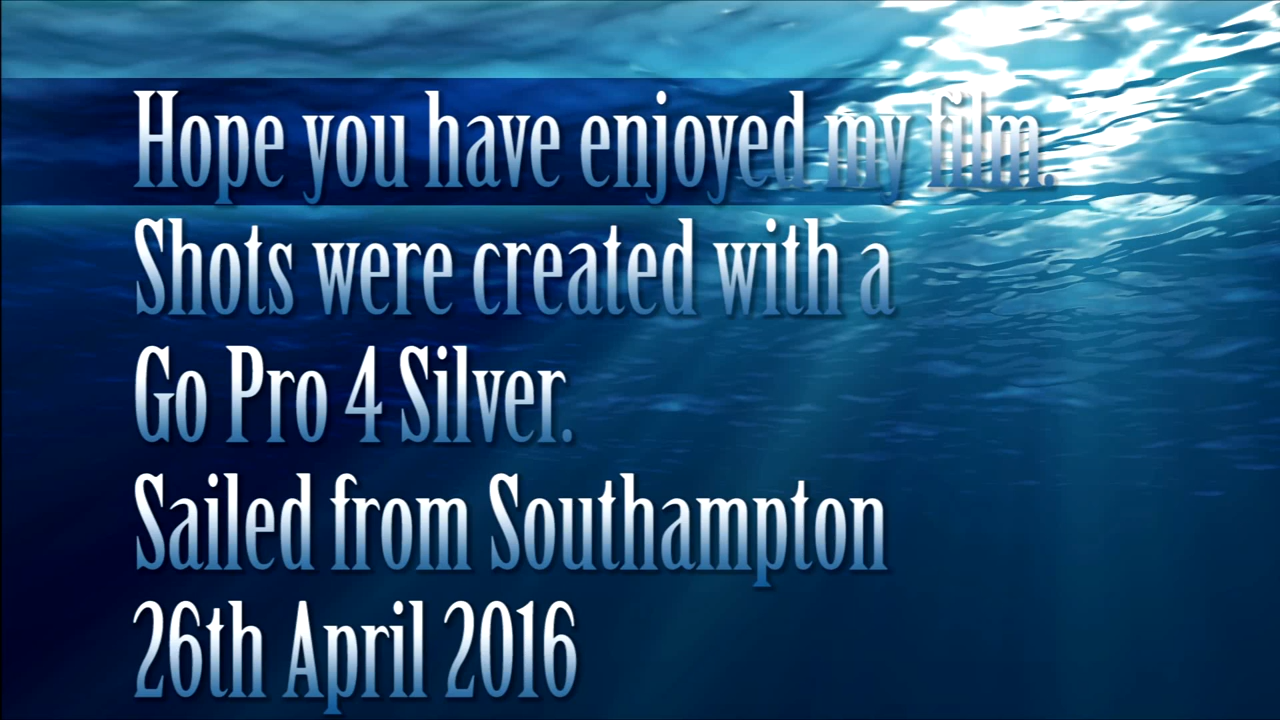 Hope you have enjoyed my film.
Shots were created with a
Go Pro 4 Silver.
Sailed from Southampton
26th April 2016